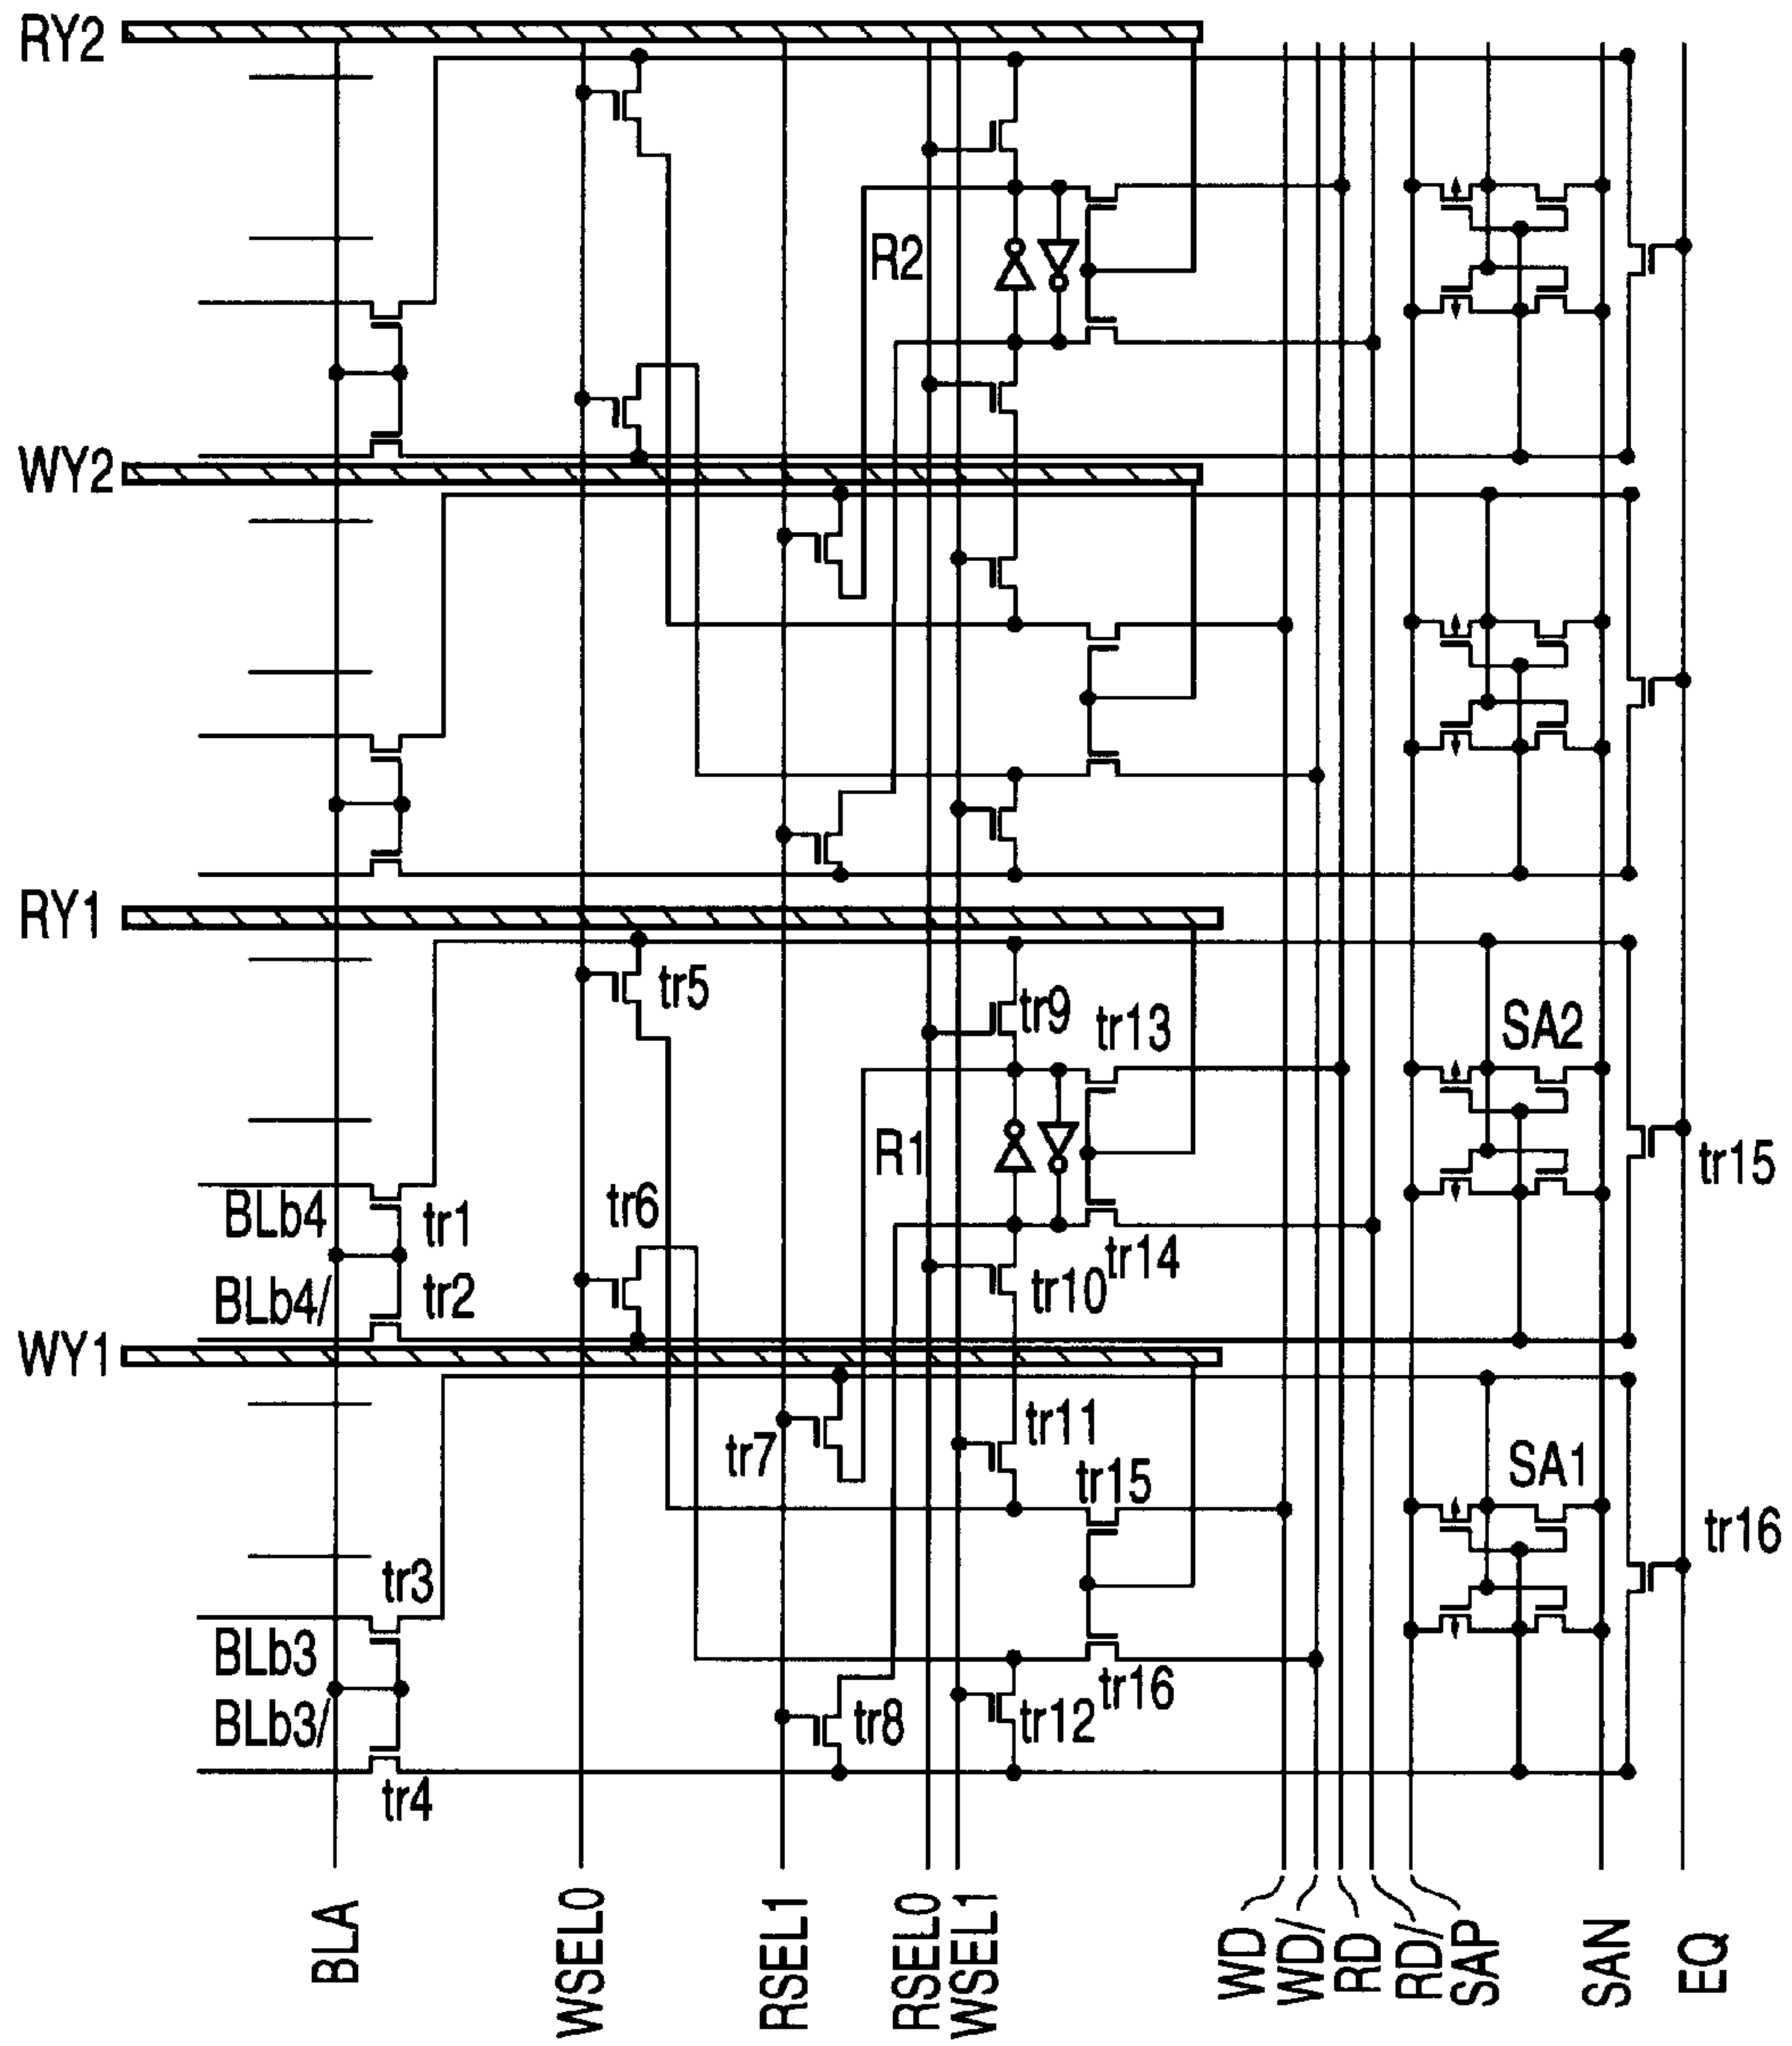 RY2
R2
WY2
RY1
tr5
tr9
tr13
SA2
R1
tr15
BLb4
tr1
tr6
BLb4/
tr2
tr10
tr14
WY1
tr7
tr11
tr15
SA1
tr3
tr16
BLb3
BLb3/
tr8
tr12
tr16
tr4
BLA
WSEL0
RSEL1
RSEL0
WSEL1
WD
WD/
RD
RD/
SAP
SAN
EQ